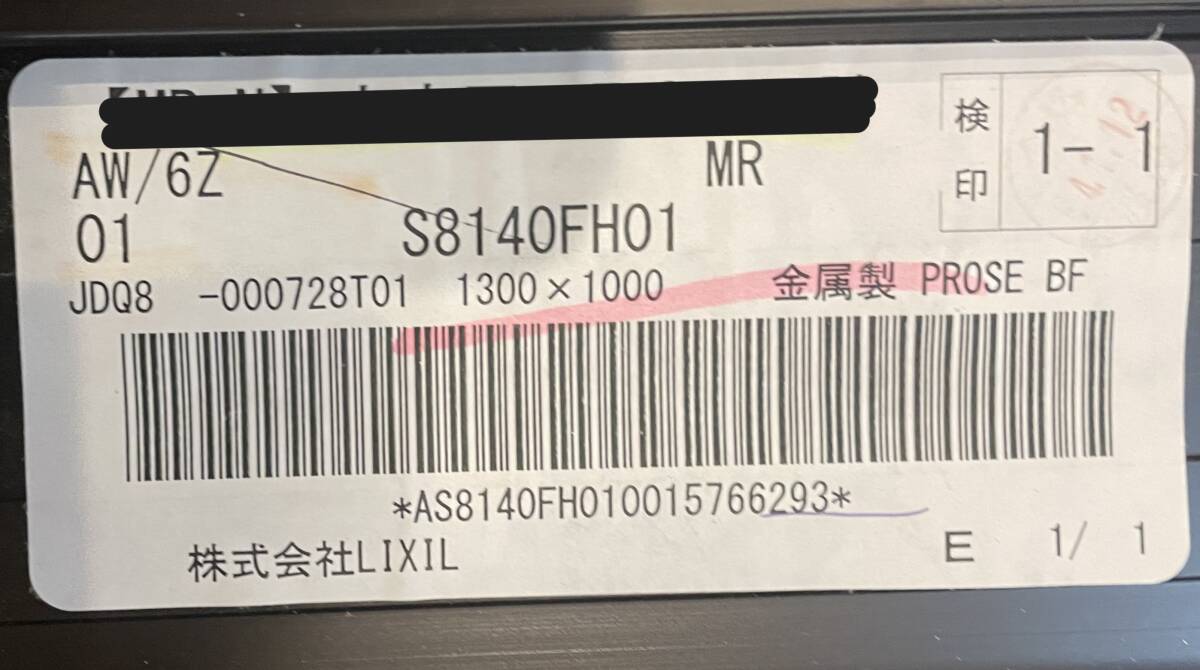 AW/6Z MR
検印 1- 1
01 S8140FH01
JDQ8 -000728T01 1300×1000 金属製 PROSE BF
*AS8140FH010015766293*
株式会社LIXIL E 1/ 1